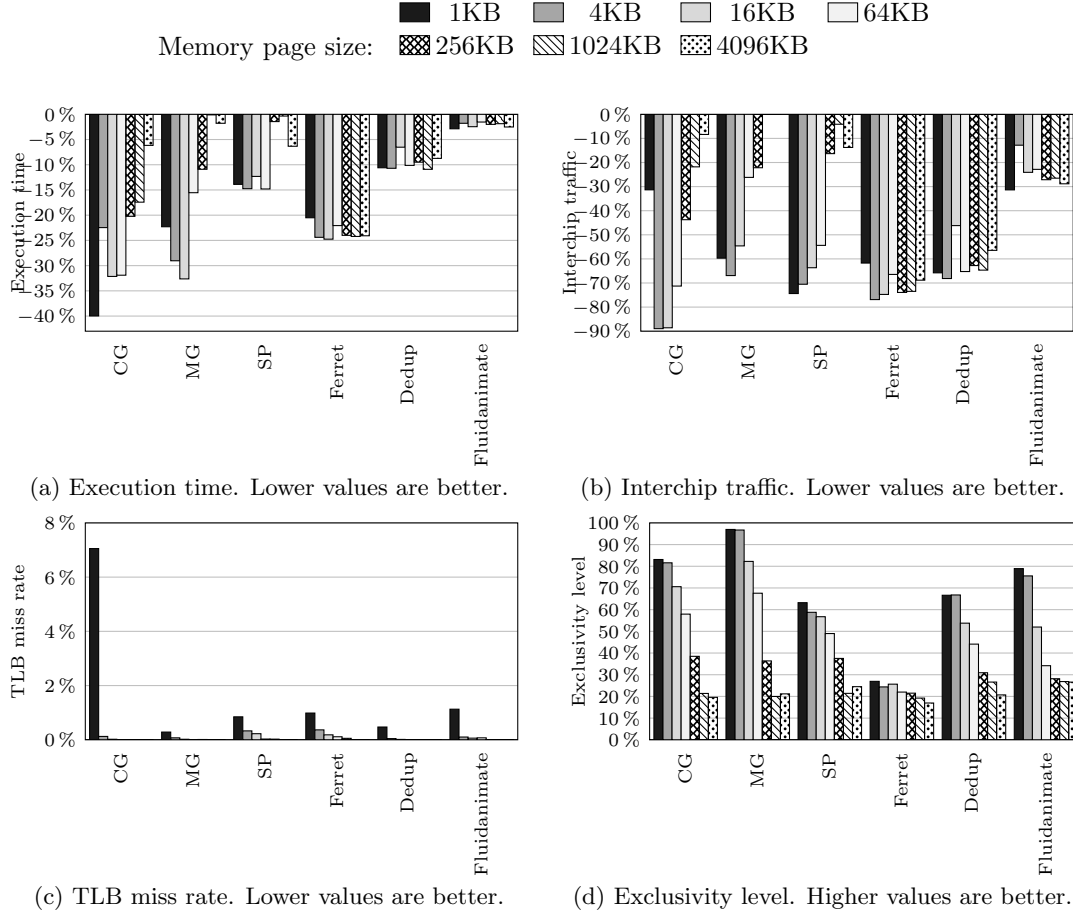 1KB 4KB 16KB 64KB
Memory page size: 256KB 1024KB 4096KB
Execution time
0 %
−5 %
−10 %
−15 %
−20 %
−25 %
−30 %
−35 %
−40 %
CG
MG
SP
Ferret
Dedup
Fluidanimate
(a) Execution time. Lower values are better.
Interchip traffic
0 %
−10 %
−20 %
−30 %
−40 %
−50 %
−60 %
−70 %
−80 %
−90 %
CG
MG
SP
Ferret
Dedup
Fluidanimate
(b) Interchip traffic. Lower values are better.
TLB miss rate
8 %
6 %
4 %
2 %
0 %
CG
MG
SP
Ferret
Dedup
Fluidanimate
(c) TLB miss rate. Lower values are better.
Exclusivity level
100 %
90 %
80 %
70 %
60 %
50 %
40 %
30 %
20 %
10 %
0 %
CG
MG
SP
Ferret
Dedup
Fluidanimate
(d) Exclusivity level. Higher values are better.